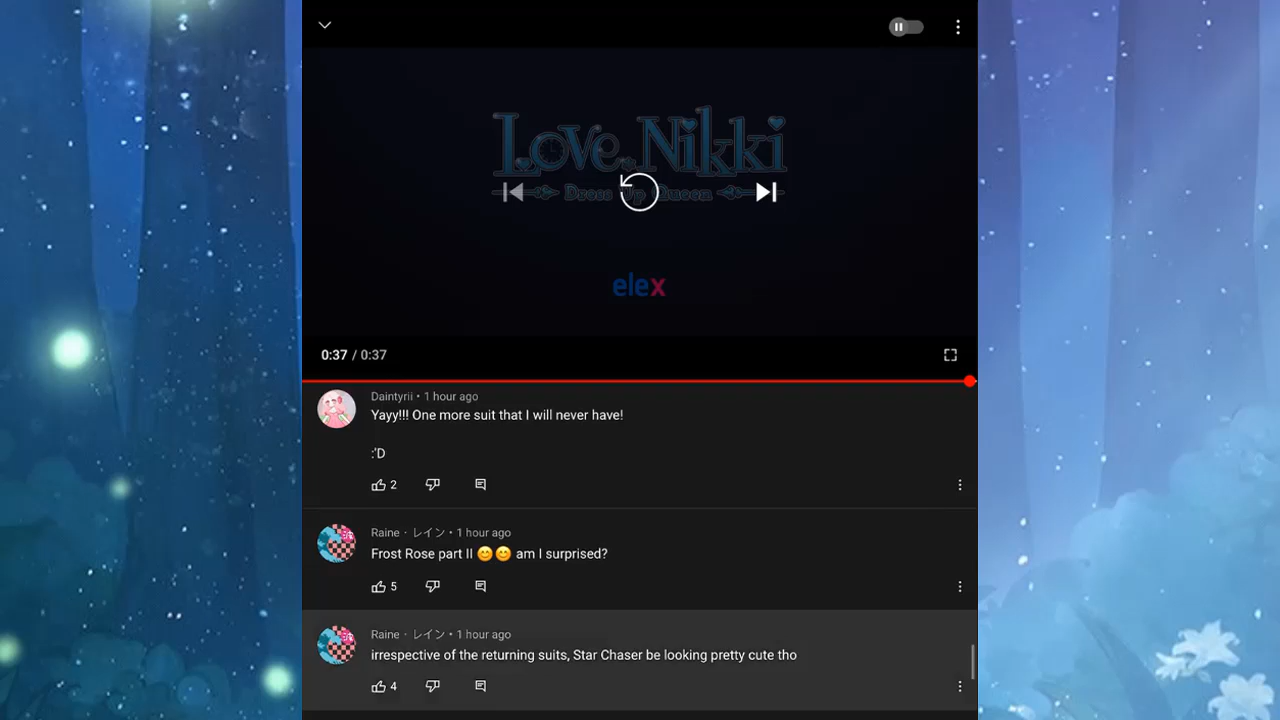 Love Nikki
Dress Up Queen
elex
0:37 / 0:37
Daintyrii • 1 hour ago
Yayy!!! One more suit that I will never have!
:'D
2
Raine · レイン • 1 hour ago
Frost Rose part II 😊😊 am I surprised?
5
Raine · レイン • 1 hour ago
irrespective of the returning suits, Star Chaser be looking pretty cute tho
4